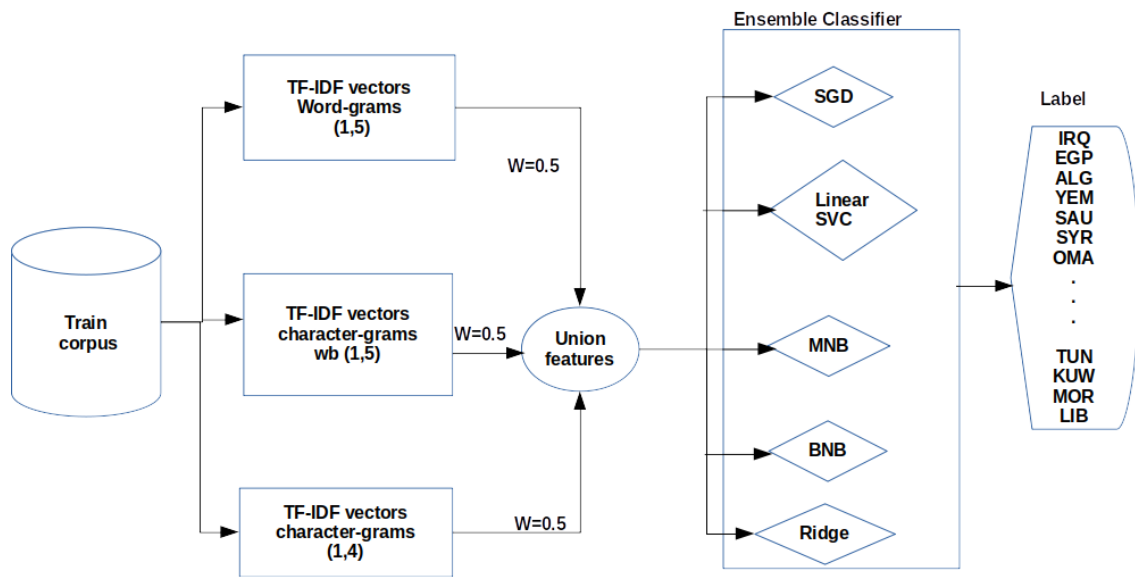 Train
corpus
TF-IDF vectors
Word-grams
(1,5)
TF-IDF vectors
character-grams
wb (1,5)
TF-IDF vectors
character-grams
(1,4)
W=0.5
W=0.5
W=0.5
Union
features
Ensemble Classifier
SGD
Linear
SVC
MNB
BNB
Ridge
Label
IRQ
EGP
ALG
YEM
SAU
SYR
OMA
.
.
.
TUN
KUW
MOR
LIB